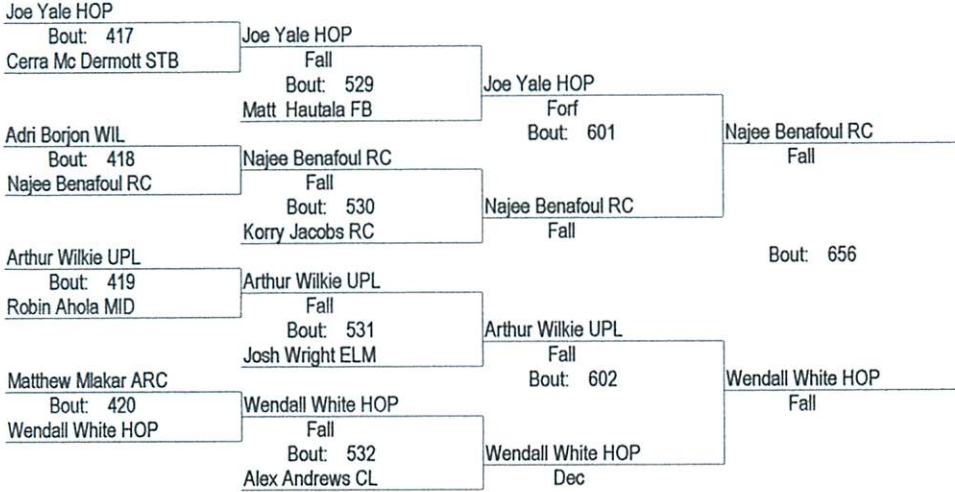 Joe Yale HOP
Bout: 417
Cerra Mc Dermott STB
Adri Borjon WIL
Bout: 418
Najee Benafoul RC
Arthur Wilkie UPL
Bout: 419
Robin Ahola MID
Matthew Mlakar ARC
Bout: 420
Wendall White HOP
Joe Yale HOP
Fall
Bout: 529
Matt Hautala FB
Najee Benafoul RC
Fall
Bout: 530
Korry Jacobs RC
Arthur Wilkie UPL
Fall
Bout: 531
Josh Wright ELM
Wendall White HOP
Fall
Bout: 532
Alex Andrews CL
Joe Yale HOP
Forf
Bout: 601
Najee Benafoul RC
Fall
Arthur Wilkie UPL
Fall
Bout: 602
Wendall White HOP
Dec
Najee Benafoul RC
Fall
Bout: 656
Wendall White HOP
Fall